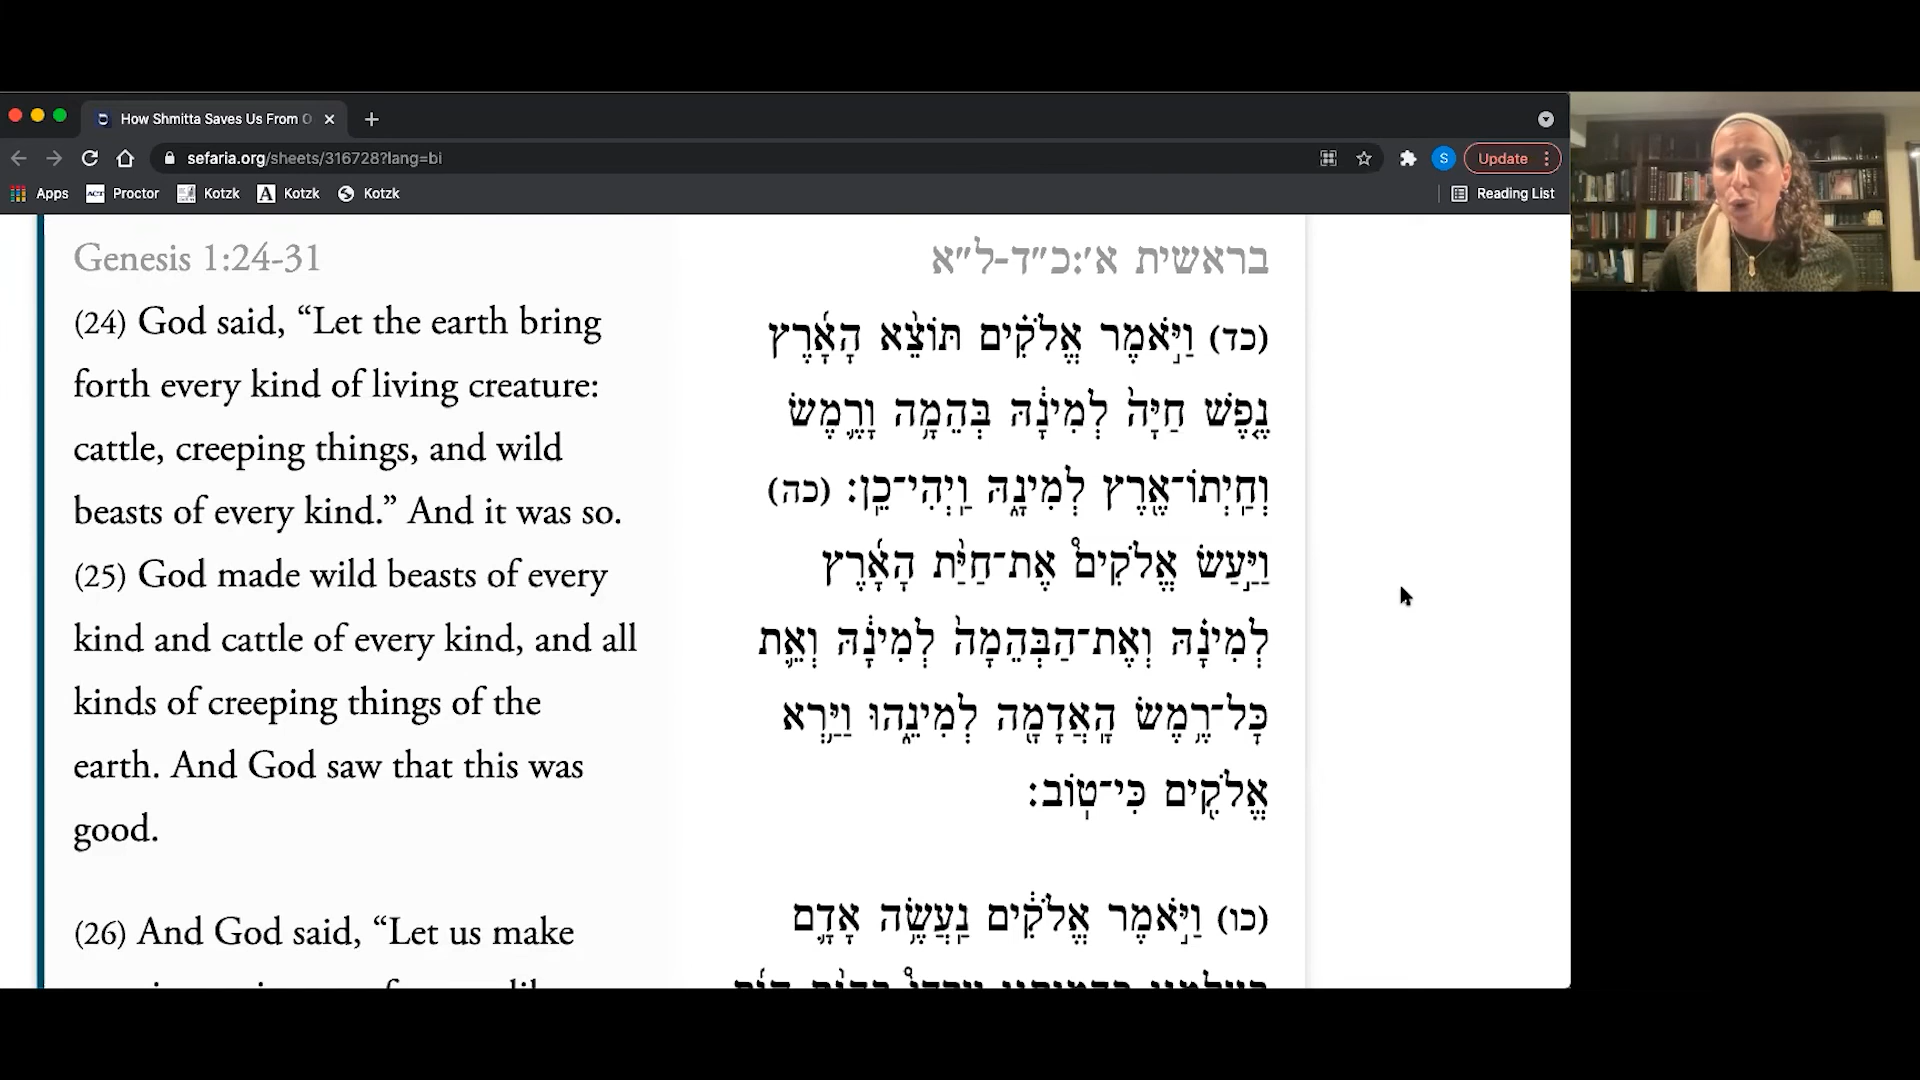 How Shmitta Saves Us From O
sefaria.org/sheets/316728?lang=bi
S
Update
Apps
Proctor
Kotzk
Kotzk
Kotzk
Reading List
Genesis 1:24-31
(24) God said, “Let the earth bring
forth every kind of living creature:
cattle, creeping things, and wild
beasts of every kind.” And it was so.
(25) God made wild beasts of every
kind and cattle of every kind, and all
kinds of creeping things of the
earth. And God saw that this was
good.
(26) And God said, “Let us make
בראשית א׳:כ״ד-ל״א
(כד) וַיֹּ֣אמֶר אֱלֹקִ֗ים תּוֹצֵ֨א הָאָ֜רֶץ
נֶ֤פֶשׁ חַיָּה֙ לְמִינָ֔הּ בְּהֵמָ֥ה וָרֶ֛מֶשׂ
וְחַֽיְתוֹ־אֶ֖רֶץ לְמִינָ֑הּ וַֽיְהִי־כֵֽן׃ (כה)
וַיַּ֣עַשׂ אֱלֹקִים֩ אֶת־חַיַּ֨ת הָאָ֜רֶץ
לְמִינָ֗הּ וְאֶת־הַבְּהֵמָה֙ לְמִינָ֔הּ וְאֵ֛ת
כׇּל־רֶ֥מֶשׂ הָֽאֲדָמָ֖ה לְמִינֵ֑הוּ וַיַּ֥רְא
אֱלֹקִ֖ים כִּי־טֽוֹב׃
(כו) וַיֹּ֣אמֶר אֱלֹקִ֔ים נַֽעֲשֶׂ֥ה אָדָ֛ם